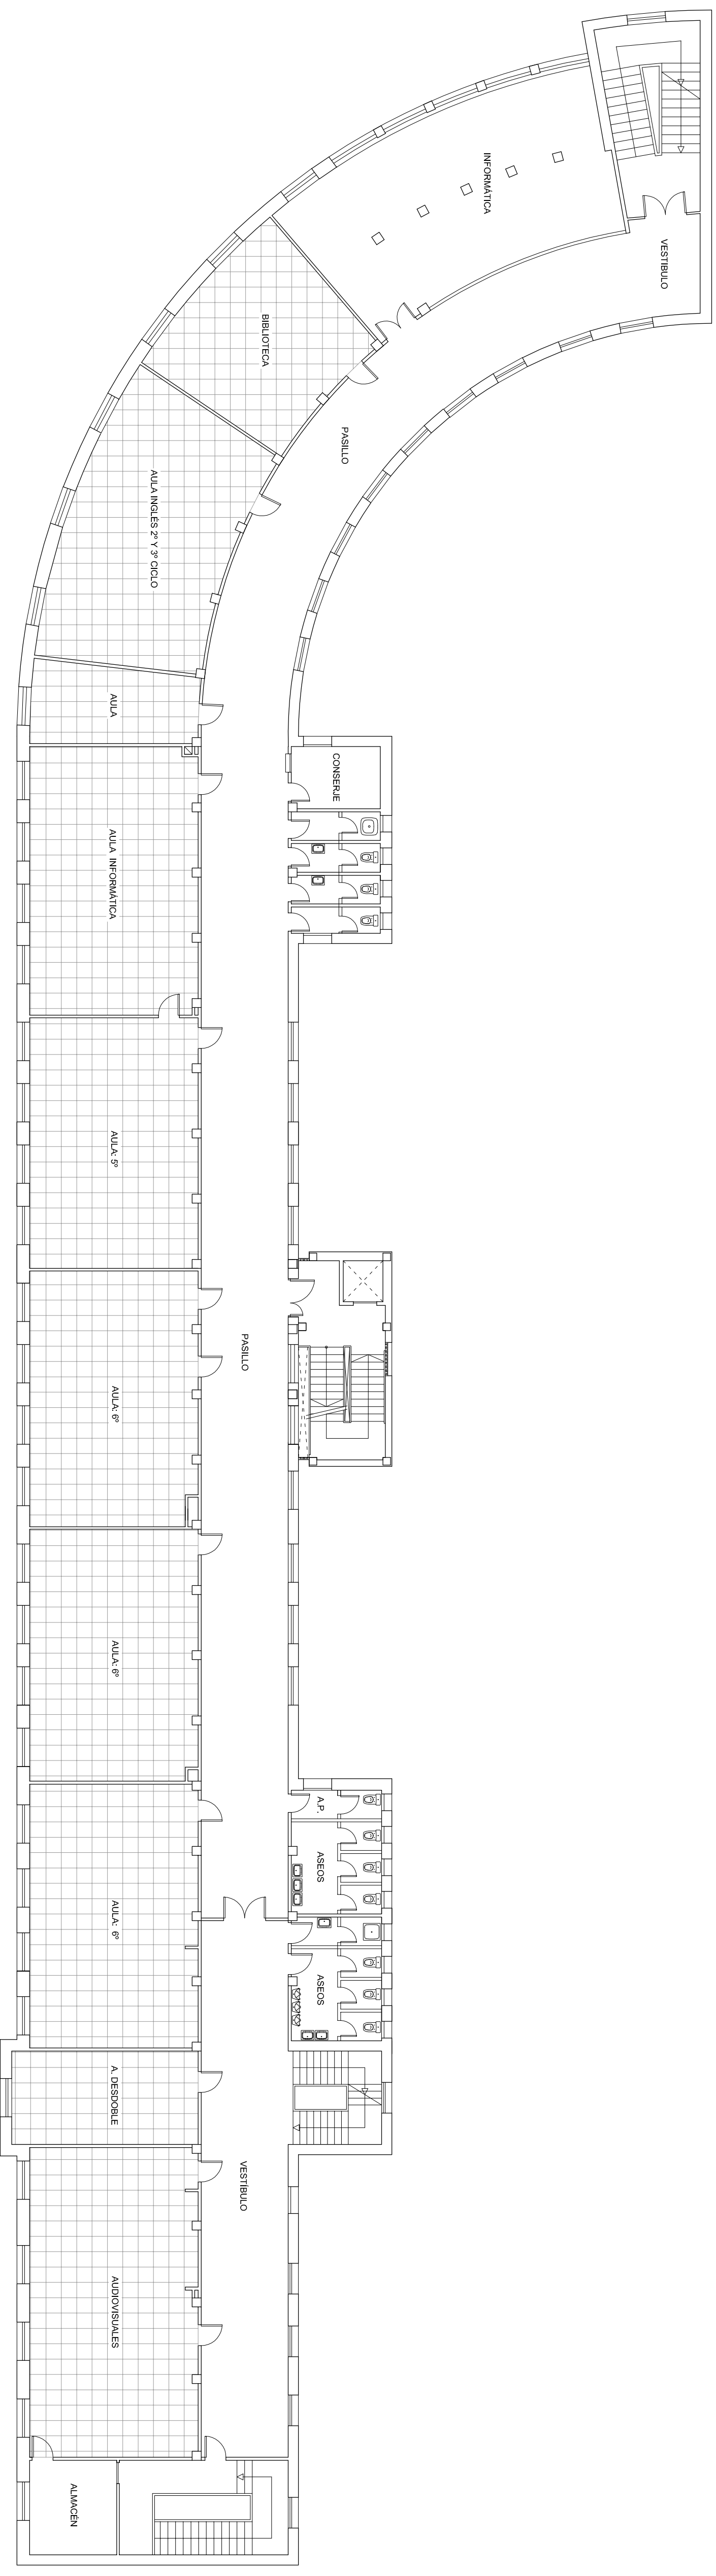 INFORMÁTICA
VESTIBULO
BIBLIOTECA
PASILLO
AULA INGLÉS 2º Y 3º CICLO
AULA
CONSERJE
AULA INFORMÁTICA
AULA: 5º
PASILLO
AULA: 6º
AULA: 6º
A.P.
ASEOS
AULA: 6º
ASEOS
A. DESDOBLE
VESTÍBULO
AUDIOVISUALES
ALMACÉN